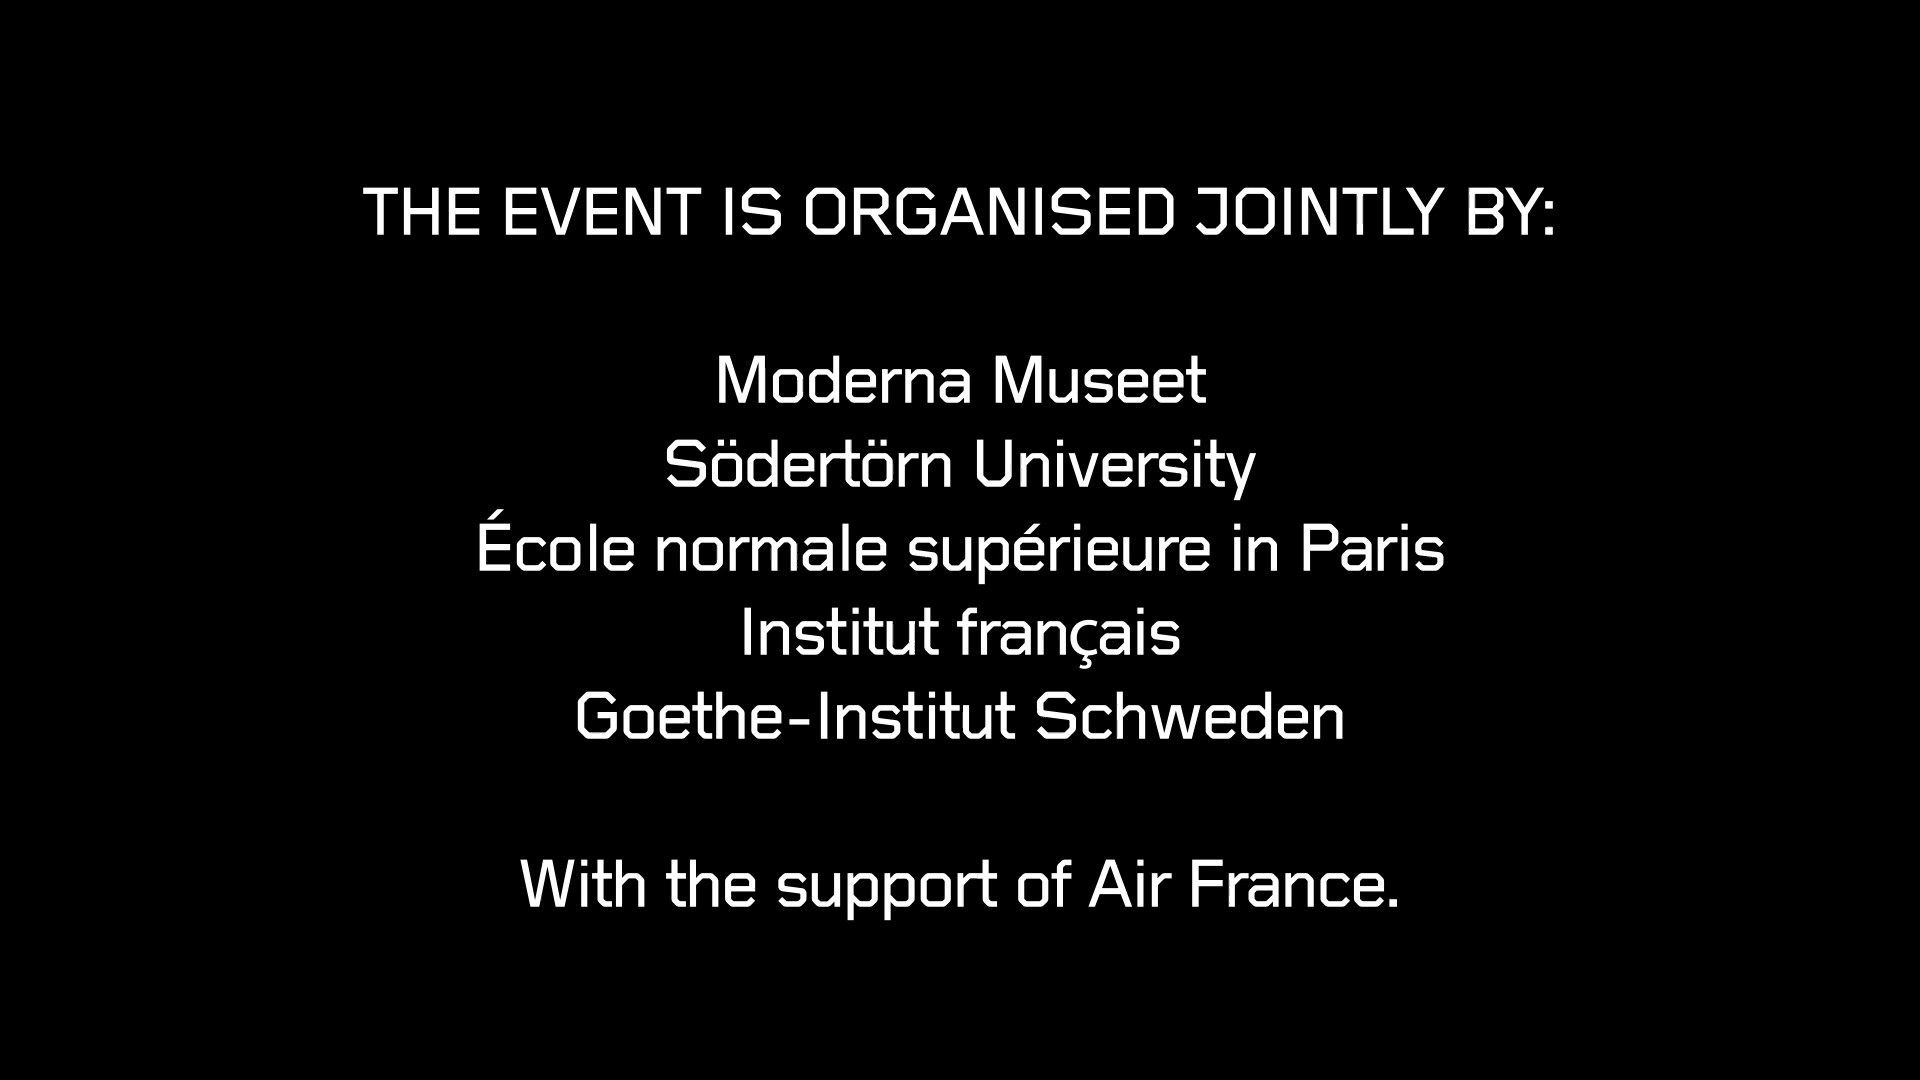 THE EVENT IS ORGANISED JOINTLY BY:
Moderna Museet
Södertörn University
École normale supérieure in Paris
Institut français
Goethe-Institut Schweden
With the support of Air France.